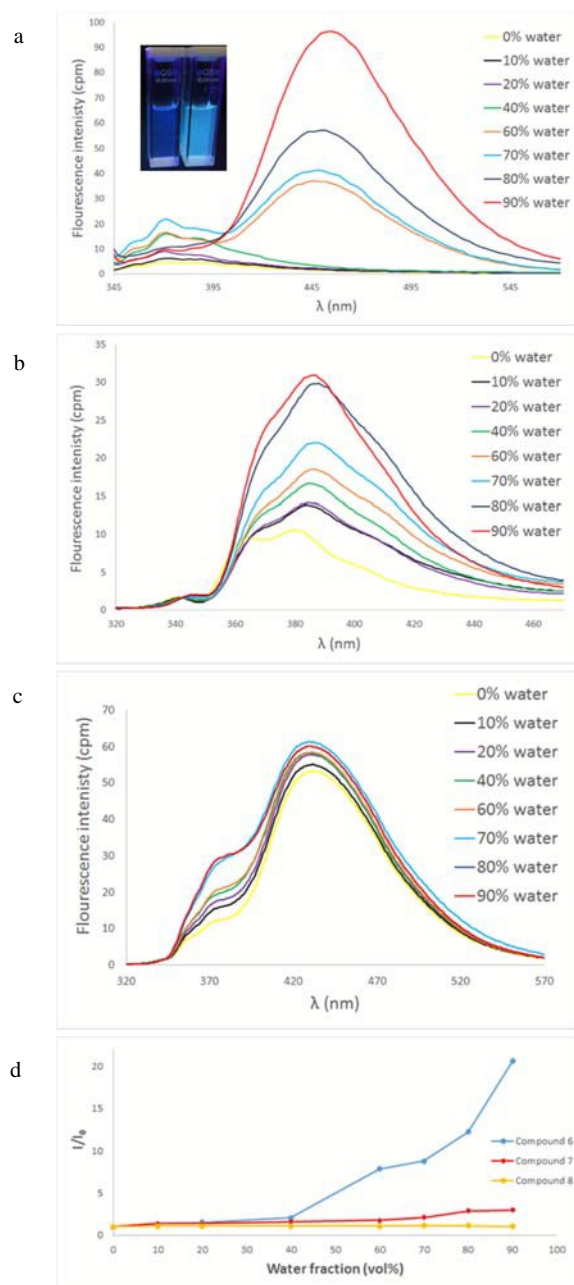 a
Flourescence intenisty (cpm)
100
90
80
70
60
50
40
30
20
10
0
345
395
445
495
545
λ (nm)
0% water
10% water
20% water
40% water
60% water
70% water
80% water
90% water
b
Flourescence intenisty (cpm)
35
30
25
20
15
10
5
0
320
340
360
380
400
420
440
460
λ (nm)
0% water
10% water
20% water
40% water
60% water
70% water
80% water
90% water
c
Flourescence intenisty (cpm)
70
60
50
40
30
20
10
0
320
370
420
470
520
570
λ (nm)
0% water
10% water
20% water
40% water
60% water
70% water
80% water
90% water
d
I/I₀
20
15
10
5
0
0
10
20
30
40
50
60
70
80
90
100
Water fraction (vol%)
Compound 6
Compound 7
Compound 8